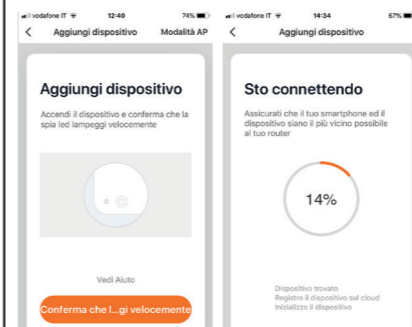 vodafone IT 12:40 74%
Aggiungi dispositivo Modalità AP
Aggiungi dispositivo
Accendi il dispositivo e conferma che la
spia led lampeggi velocemente
Vedi Aiuto
Conferma che l...gi velocemente
vodafone IT 14:34 67%
Aggiungi dispositivo
Sto connettendo
Assicurati che il tuo smartphone ed il
dispositivo siano il più vicino possibile
al tuo router
14%
Dispositivo trovato
Registro il dispositivo sul cloud
Inizializzo il dispositivo